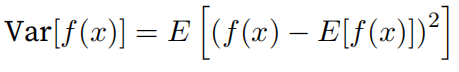 Var[f(x)] = E [(f(x) − E[f(x)])²]